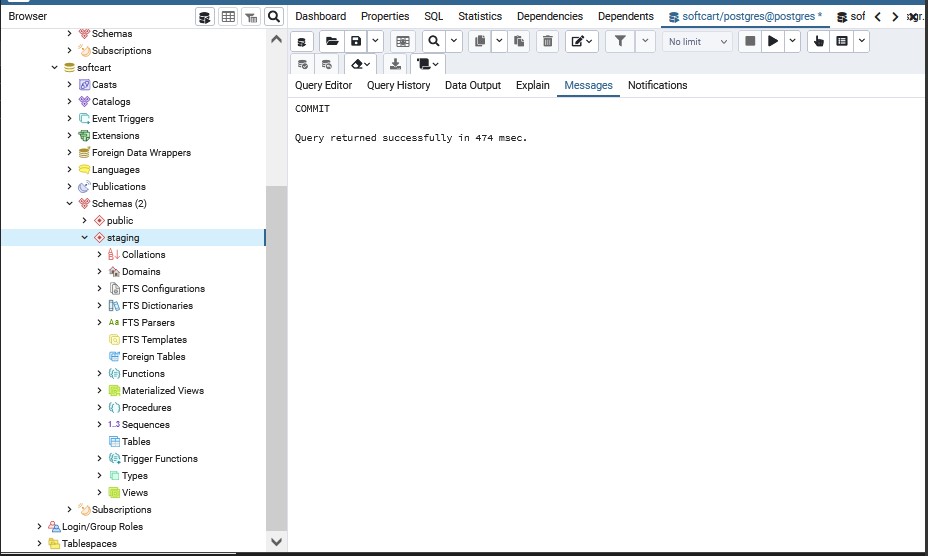 Browser
Dashboard Properties SQL Statistics Dependencies Dependents softcart/postgres@postgres * sof
No limit
Query Editor Query History Data Output Explain Messages Notifications
COMMIT
Query returned successfully in 474 msec.
Schemas
Subscriptions
softcart
Casts
Catalogs
Event Triggers
Extensions
Foreign Data Wrappers
Languages
Publications
Schemas (2)
public
staging
Collations
Domains
FTS Configurations
FTS Dictionaries
Aa FTS Parsers
FTS Templates
Foreign Tables
Functions
Materialized Views
Procedures
1..3 Sequences
Tables
Trigger Functions
Types
Views
Subscriptions
Login/Group Roles
Tablespaces